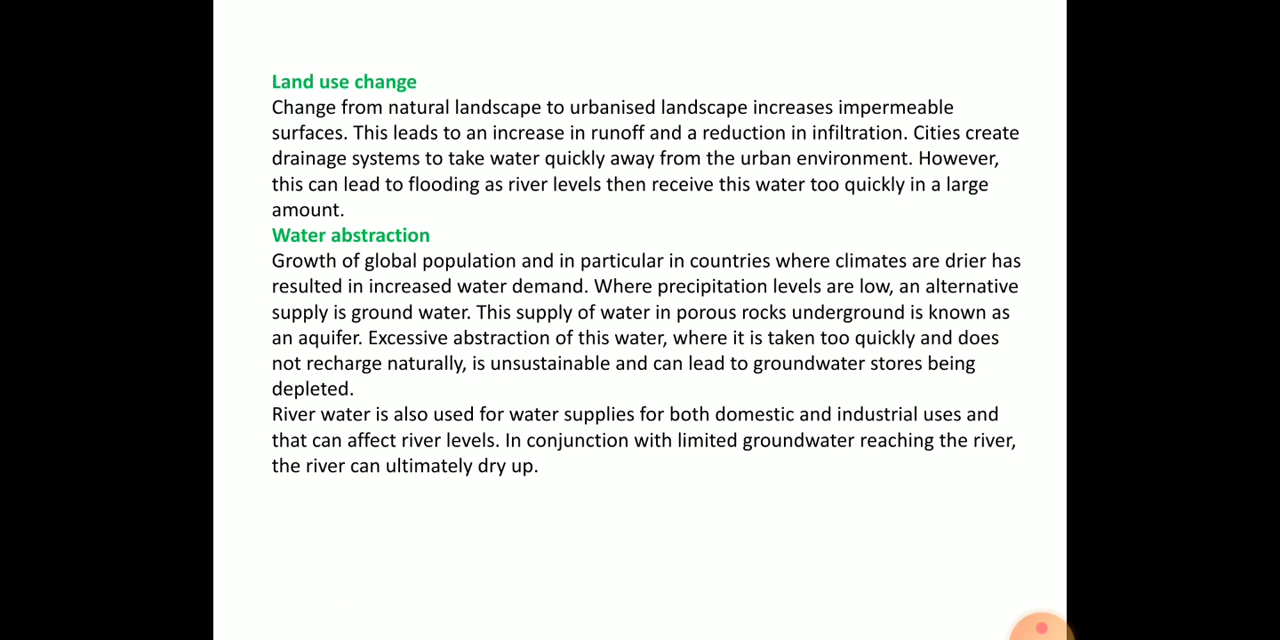 Land use change
Change from natural landscape to urbanised landscape increases impermeable
surfaces. This leads to an increase in runoff and a reduction in infiltration. Cities create
drainage systems to take water quickly away from the urban environment. However,
this can lead to flooding as river levels then receive this water too quickly in a large
amount.
Water abstraction
Growth of global population and in particular in countries where climates are drier has
resulted in increased water demand. Where precipitation levels are low, an alternative
supply is ground water. This supply of water in porous rocks underground is known as
an aquifer. Excessive abstraction of this water, where it is taken too quickly and does
not recharge naturally, is unsustainable and can lead to groundwater stores being
depleted.
River water is also used for water supplies for both domestic and industrial uses and
that can affect river levels. In conjunction with limited groundwater reaching the river,
the river can ultimately dry up.